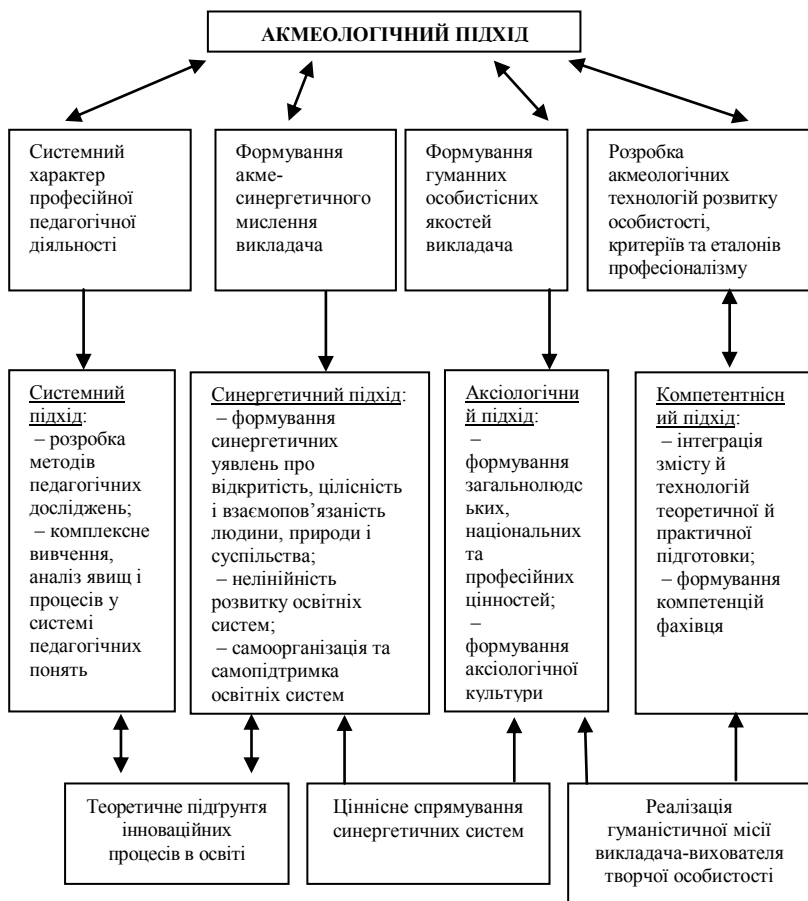 АКМЕОЛОГІЧНИЙ ПІДХІД
Системний
характер
професійної
педагогічної
діяльності
Формування
акме-
синергетичного
мислення
викладача
Формування
гуманних
особистісних
якостей
викладача
Розробка
акмеологічних
технологій розвитку
особистості,
критеріїв та еталонів
професіоналізму
Системний
підхід:
– розробка
методів
педагогічних
досліджень;
– комплексне
вивчення,
аналіз явищ і
процесів у
системі
педагогічних
понять
Синергетичний підхід:
– формування
синергетичних
уявлень про
відкритість, цілісність
і взаємопов’язаність
людини, природи і
суспільства;
– нелінійність
розвитку освітніх
систем;
– самоорганізація та
самопідтримка
освітніх систем
Аксіологічни
й підхід:
–
формування
загальнолюдс
ьких,
національних
та
професійних
цінностей;
–
формування
аксіологічної
культури
Компетентнісн
ий підхід:
– інтеграція
змісту й
технологій
теоретичної й
практичної
підготовки;
– формування
компетенцій
фахівця
Теоретичне підґрунтя
інноваційних
процесів в освіті
Ціннісне спрямування
синергетичних систем
Реалізація
гуманістичної місії
викладача-вихователя
творчої особистості